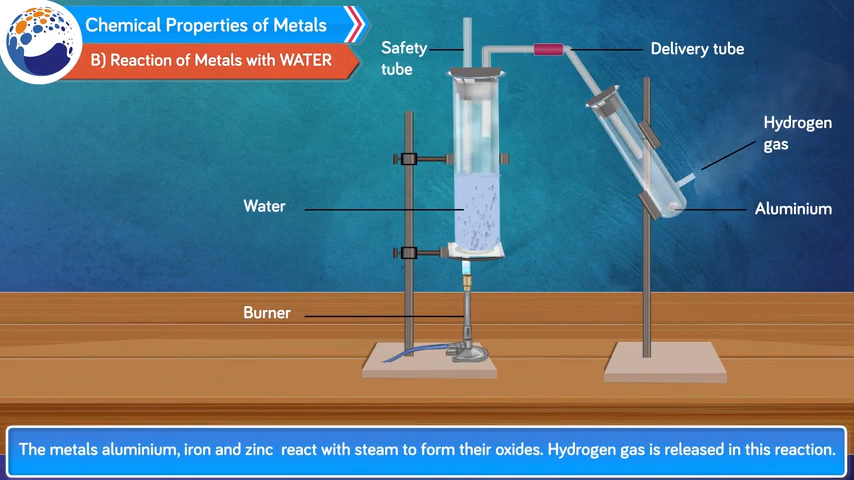 Chemical Properties of Metals
B) Reaction of Metals with WATER
Safety
tube
Delivery tube
Hydrogen
gas
Water
Aluminium
Burner
The metals aluminium, iron and zinc react with steam to form their oxides. Hydrogen gas is released in this reaction.